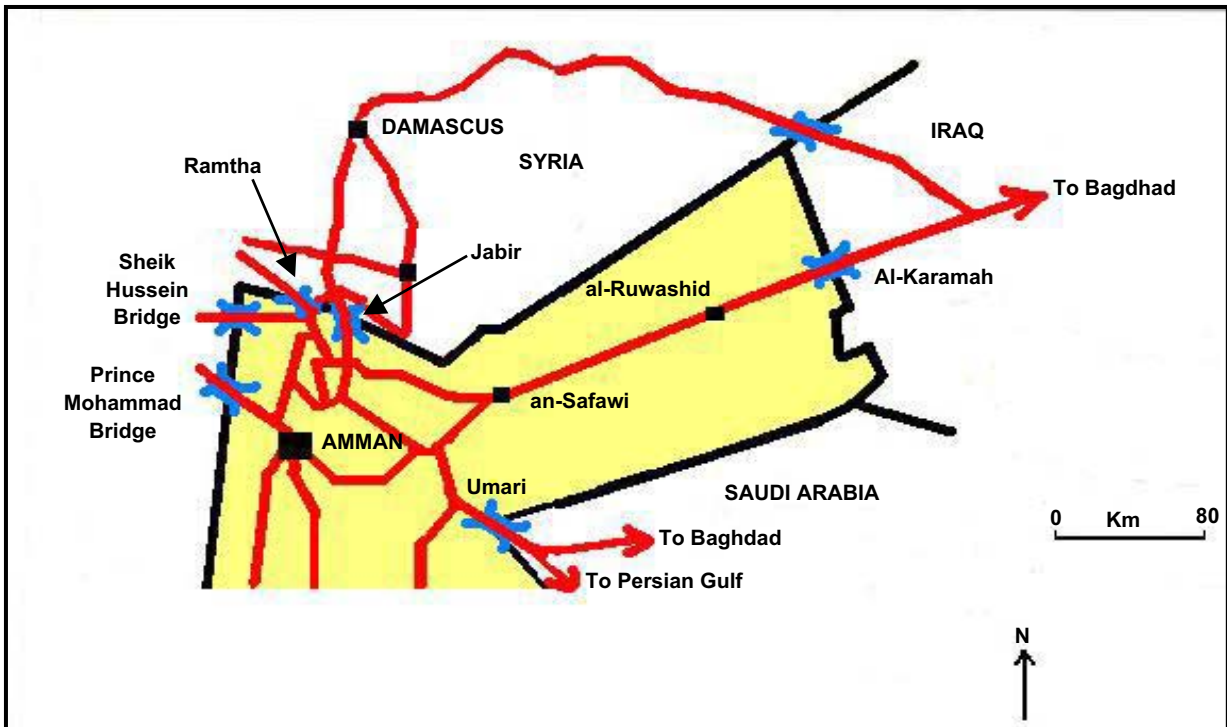 DAMASCUS
IRAQ
SYRIA
Ramtha
To Bagdhad
Jabir
Sheik
Hussein
Bridge
Al-Karamah
al-Ruwashid
Prince
Mohammad
Bridge
an-Safawi
AMMAN
Umari
SAUDI ARABIA
0 Km 80
To Baghdad
To Persian Gulf
N